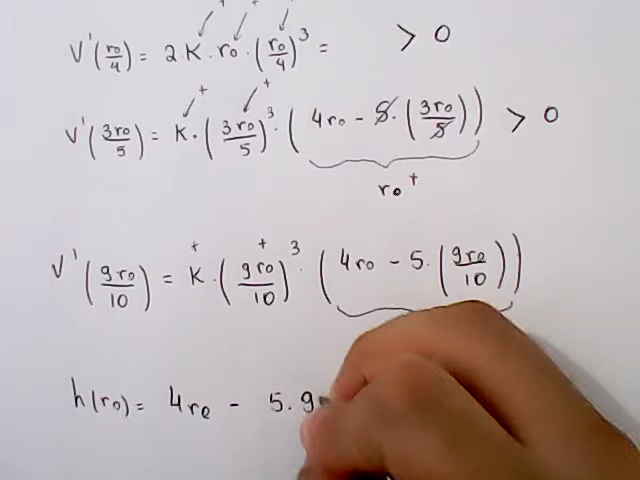 + +
V'(r₀/4) = 2K · r₀ · (r₀/4)³ = > 0
+ +
V'(3r₀/5) = K · (3r₀/5)³ · (4r₀ - 5 · (3r₀/5)) > 0
r₀ +
+ +
V'(9r₀/10) = K · (9r₀/10)³ · (4r₀ - 5 · (9r₀/10))
h(r₀) = 4r₀ - 5 · 9